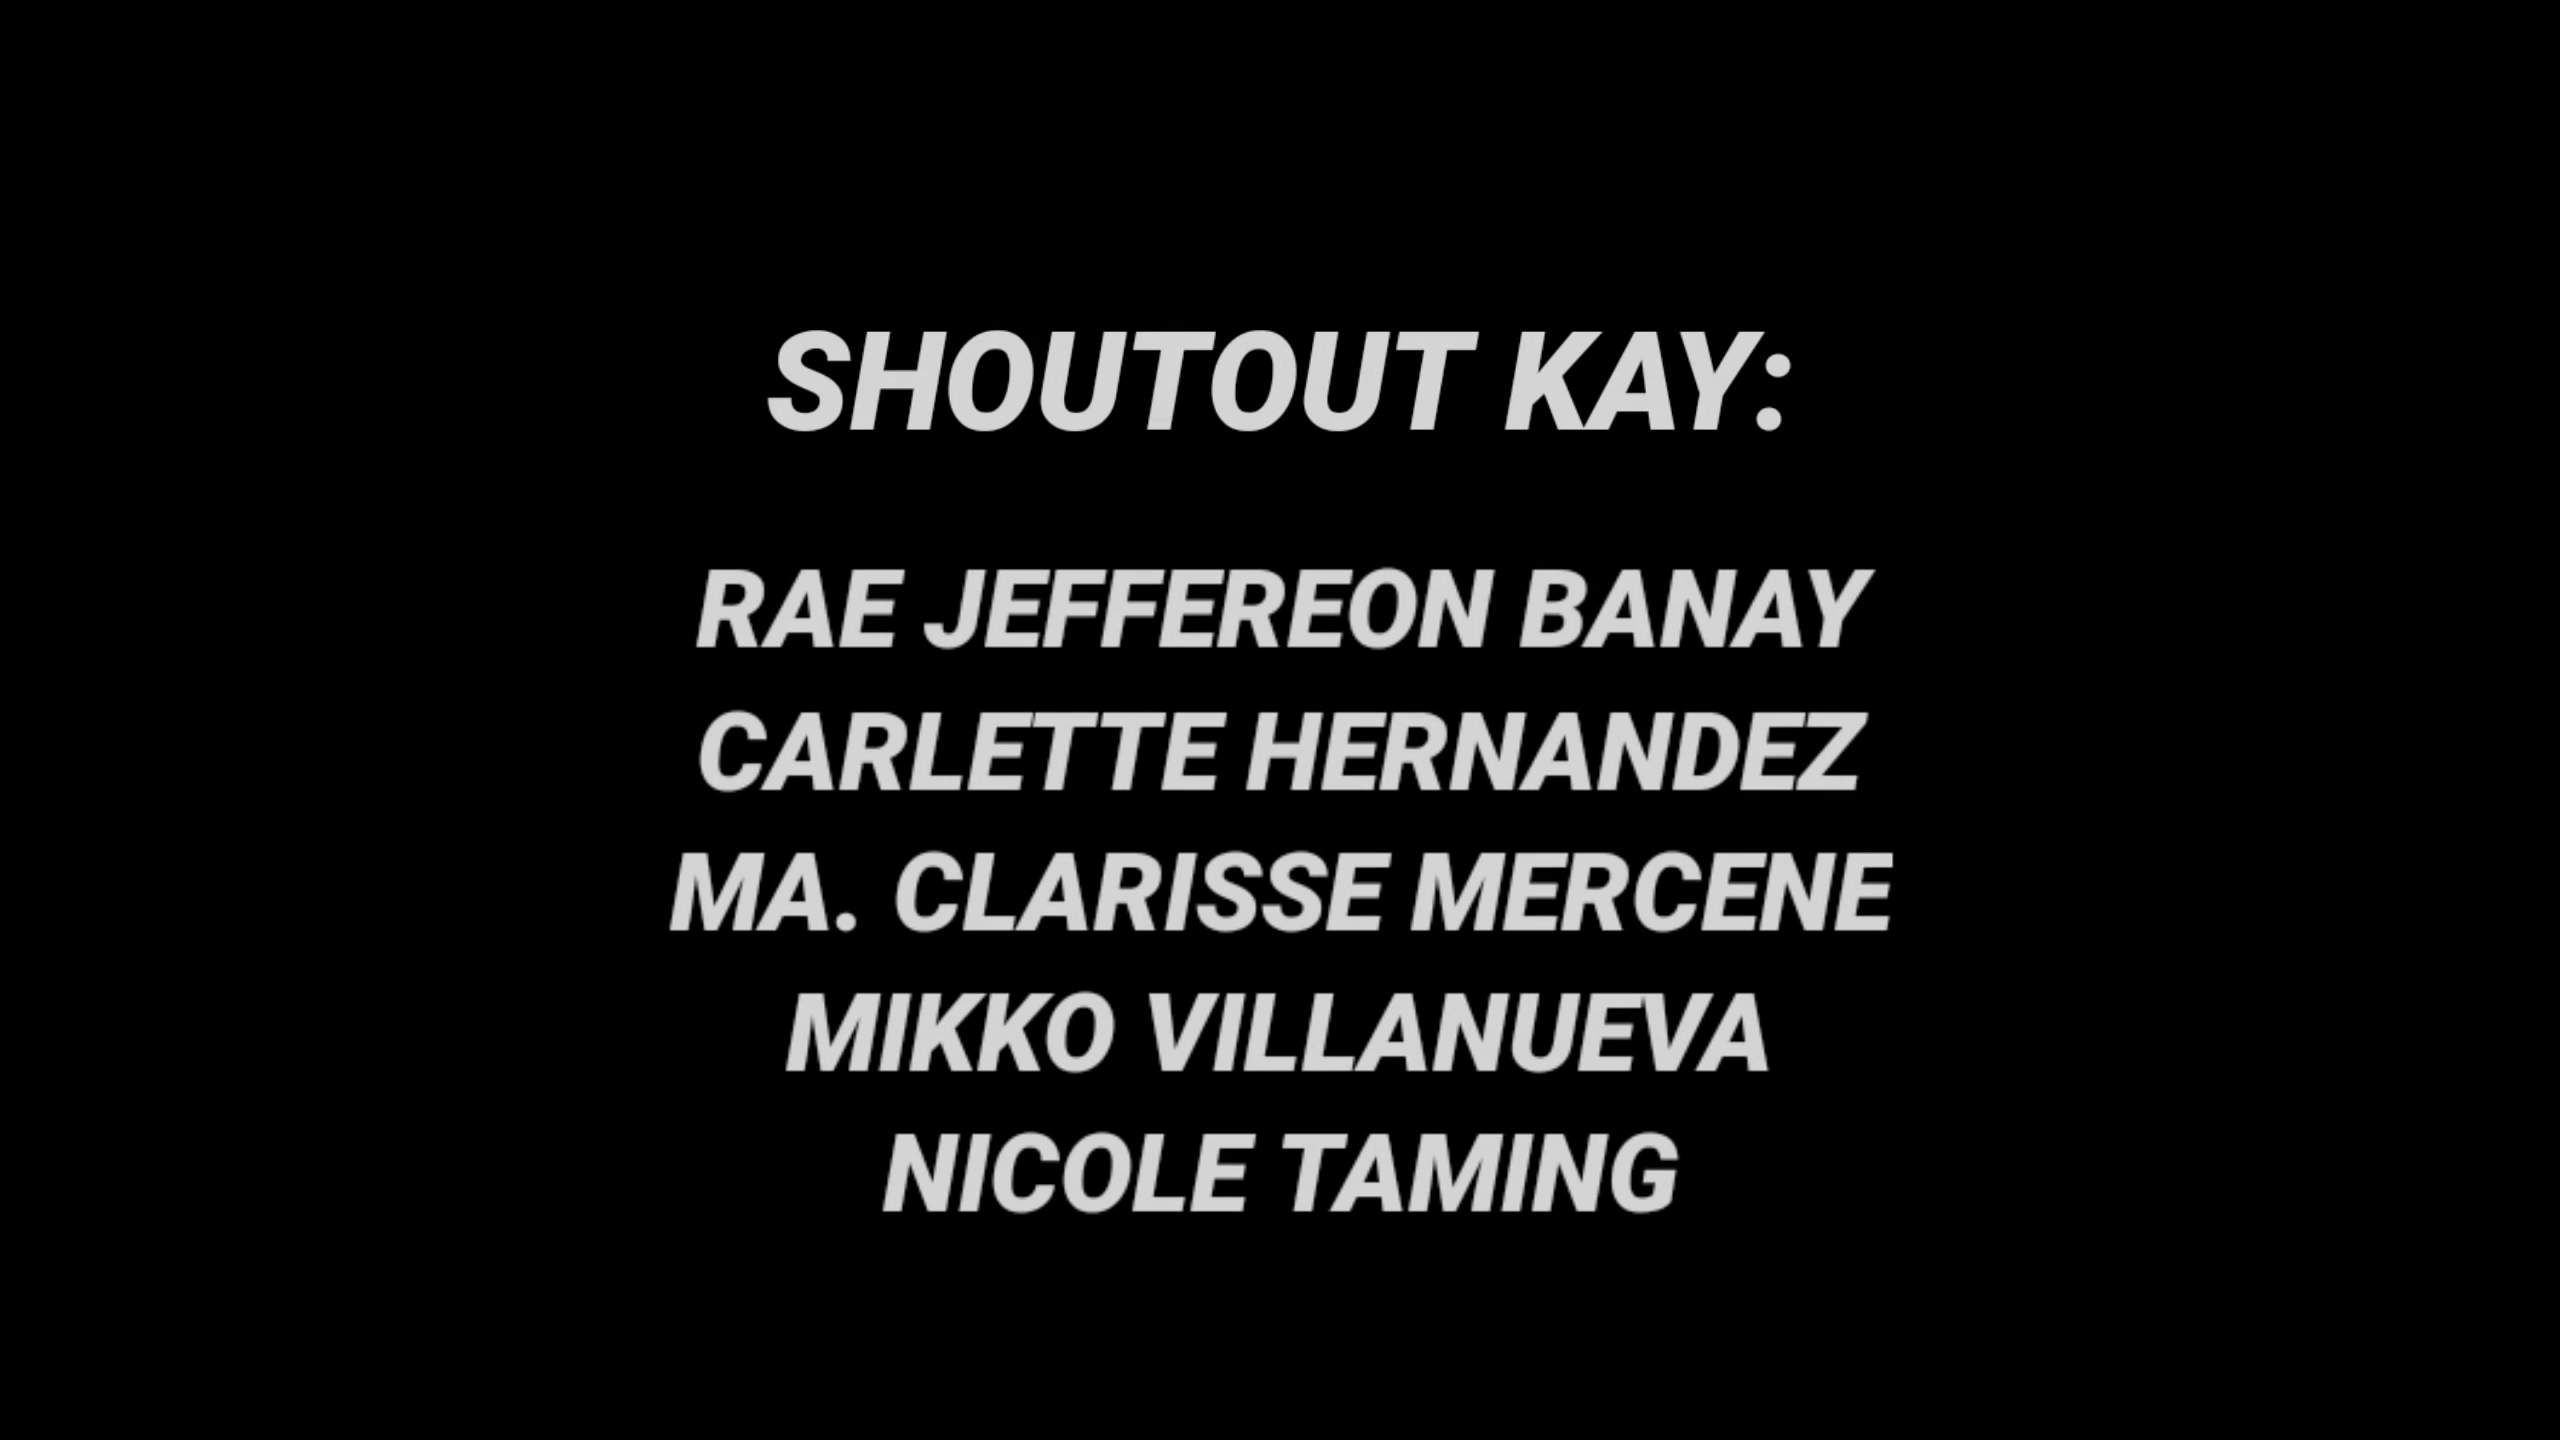 SHOUTOUT KAY:
RAE JEFFEREON BANAY
CARLETTE HERNANDEZ
MA. CLARISSE MERCENE
MIKKO VILLANUEVA
NICOLE TAMING